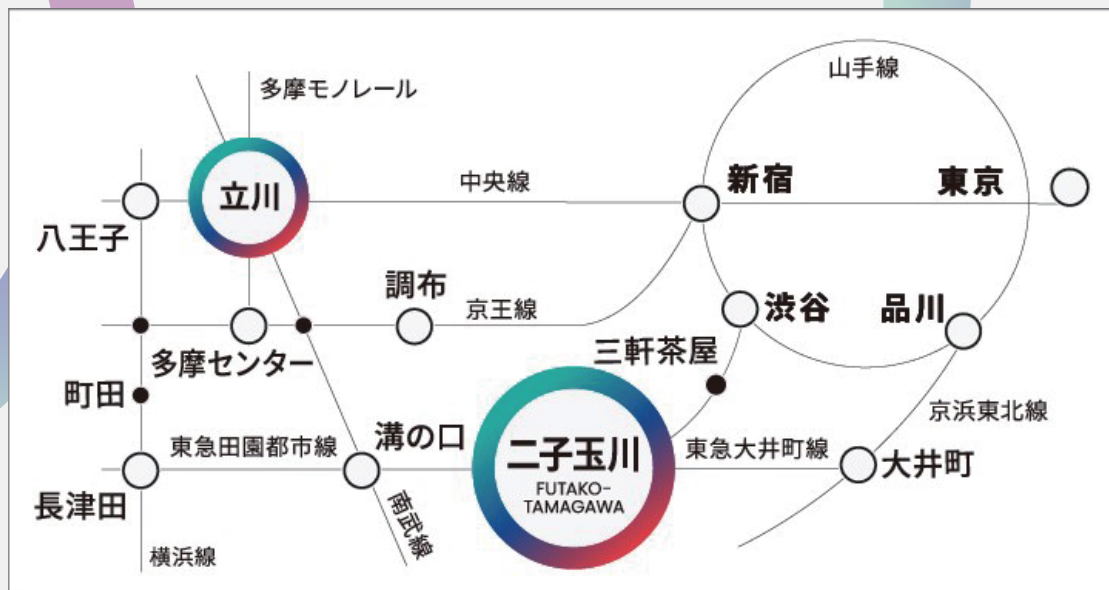 山手線
多摩モノレール
新宿
東京
中央線
立川
八王子
調布
京王線
渋谷
品川
三軒茶屋
多摩センター
町田
京浜東北線
東急田園都市線
溝の口
二子玉川
FUTAKO-
TAMAGAWA
東急大井町線
大井町
長津田
南武線
横浜線